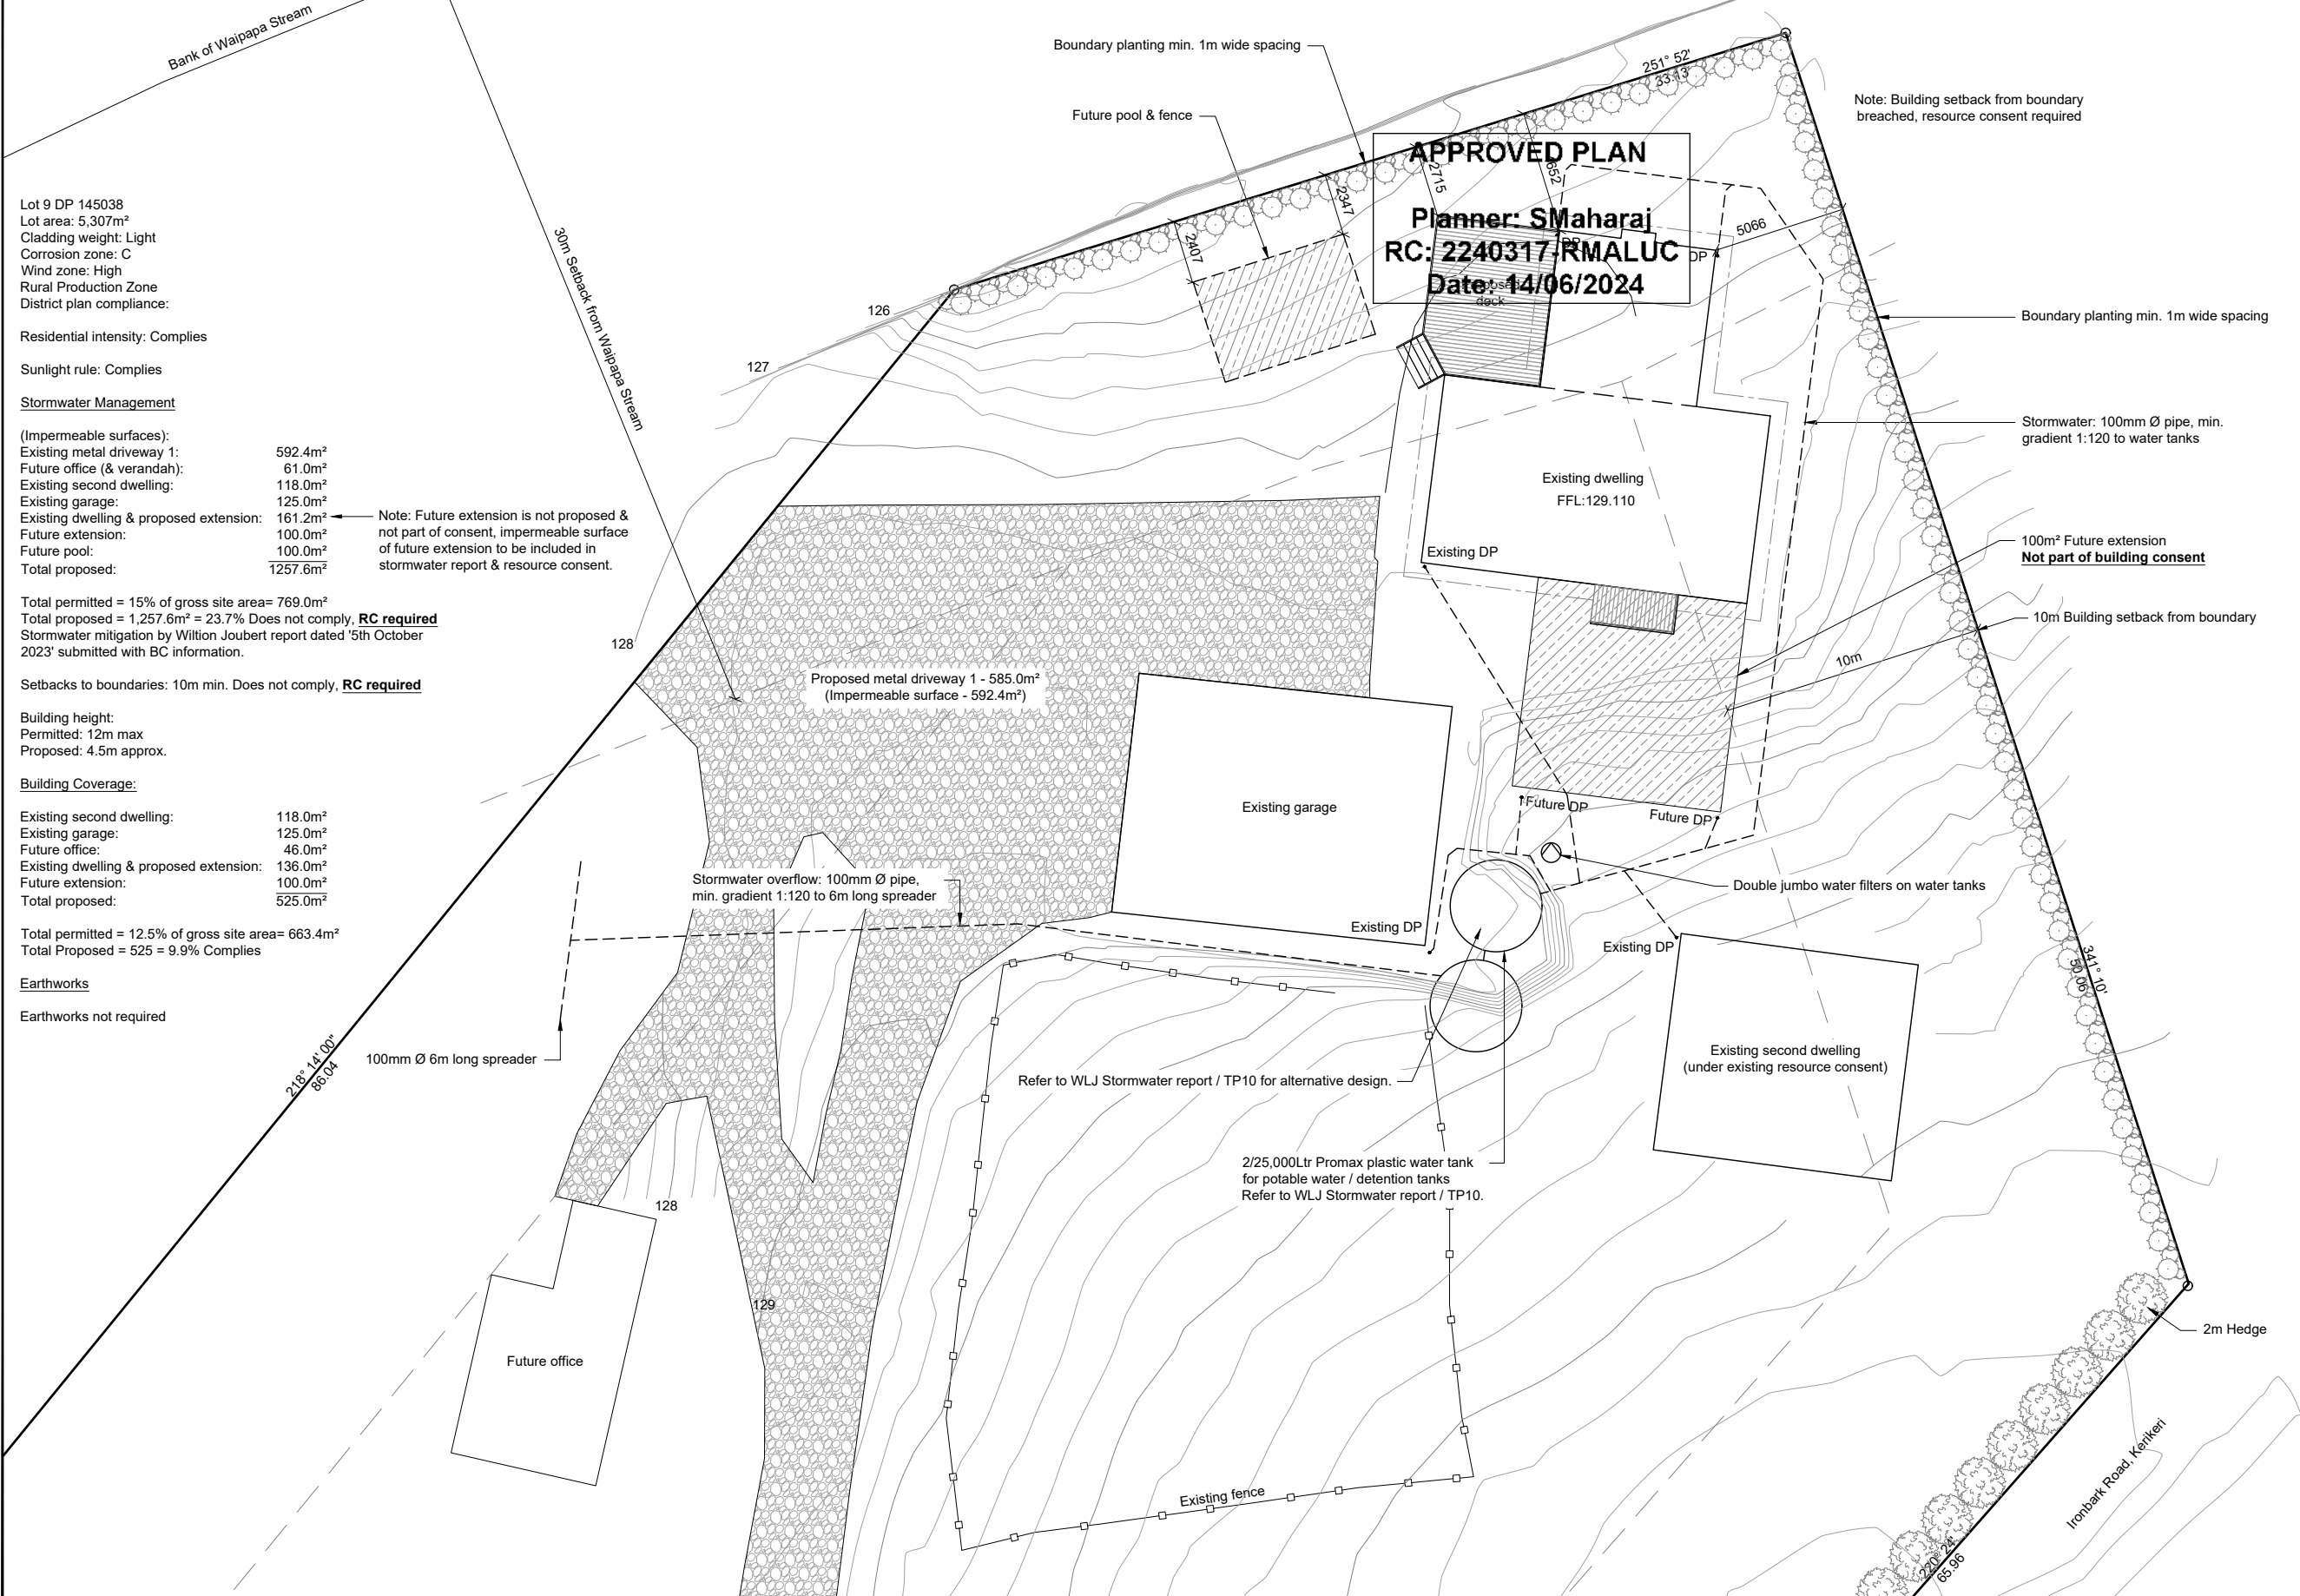 Bank of Waipapa Stream
30m Setback from Waipapa Stream
Lot 9 DP 145038
Lot area: 5,307m²
Cladding weight: Light
Corrosion zone: C
Wind zone: High
Rural Production Zone
District plan compliance:
Residential intensity: Complies
Sunlight rule: Complies
Stormwater Management
(Impermeable surfaces):
Existing metal driveway 1: 592.4m²
Future office (& verandah): 61.0m²
Existing second dwelling: 118.0m²
Existing garage: 125.0m²
Existing dwelling & proposed extension: 161.2m²
Future extension: 100.0m²
Future pool: 100.0m²
Total proposed: 1257.6m²
Note: Future extension is not proposed &
not part of consent, impermeable surface
of future extension to be included in
stormwater report & resource consent.
Total permitted = 15% of gross site area= 769.0m²
Total proposed = 1,257.6m² = 23.7% Does not comply, RC required
Stormwater mitigation by Wiltion Joubert report dated '5th October
2023' submitted with BC information.
Setbacks to boundaries: 10m min. Does not comply, RC required
Building height:
Permitted: 12m max
Proposed: 4.5m approx.
Building Coverage:
Existing second dwelling: 118.0m²
Existing garage: 125.0m²
Future office: 46.0m²
Existing dwelling & proposed extension: 136.0m²
Future extension: 100.0m²
Total proposed: 525.0m²
Total permitted = 12.5% of gross site area= 663.4m²
Total Proposed = 525 = 9.9% Complies
Earthworks
Earthworks not required
218° 14' 00"
86.04
Boundary planting min. 1m wide spacing
Future pool & fence
251° 52'
33.13
Note: Building setback from boundary
breached, resource consent required
APPROVED PLAN
Planner: SMaharaj
RC: 2240317-RMALUC
Date: 14/06/2024
2407
2347
2715
5066
DP
DP
deck
126
127
128
128
129
Boundary planting min. 1m wide spacing
Stormwater: 100mm Ø pipe, min.
gradient 1:120 to water tanks
Existing dwelling
FFL:129.110
Existing DP
100m² Future extension
Not part of building consent
10m Building setback from boundary
10m
Proposed metal driveway 1 - 585.0m²
(Impermeable surface - 592.4m²)
Existing garage
Future DP
Future DP
Double jumbo water filters on water tanks
Stormwater overflow: 100mm Ø pipe,
min. gradient 1:120 to 6m long spreader
Existing DP
Existing DP
341° 10'
50.06
100mm Ø 6m long spreader
Existing second dwelling
(under existing resource consent)
Refer to WLJ Stormwater report / TP10 for alternative design.
2/25,000Ltr Promax plastic water tank
for potable water / detention tanks
Refer to WLJ Stormwater report / TP10.
Future office
Existing fence
2m Hedge
Ironbark Road, Kerikeri
65.96